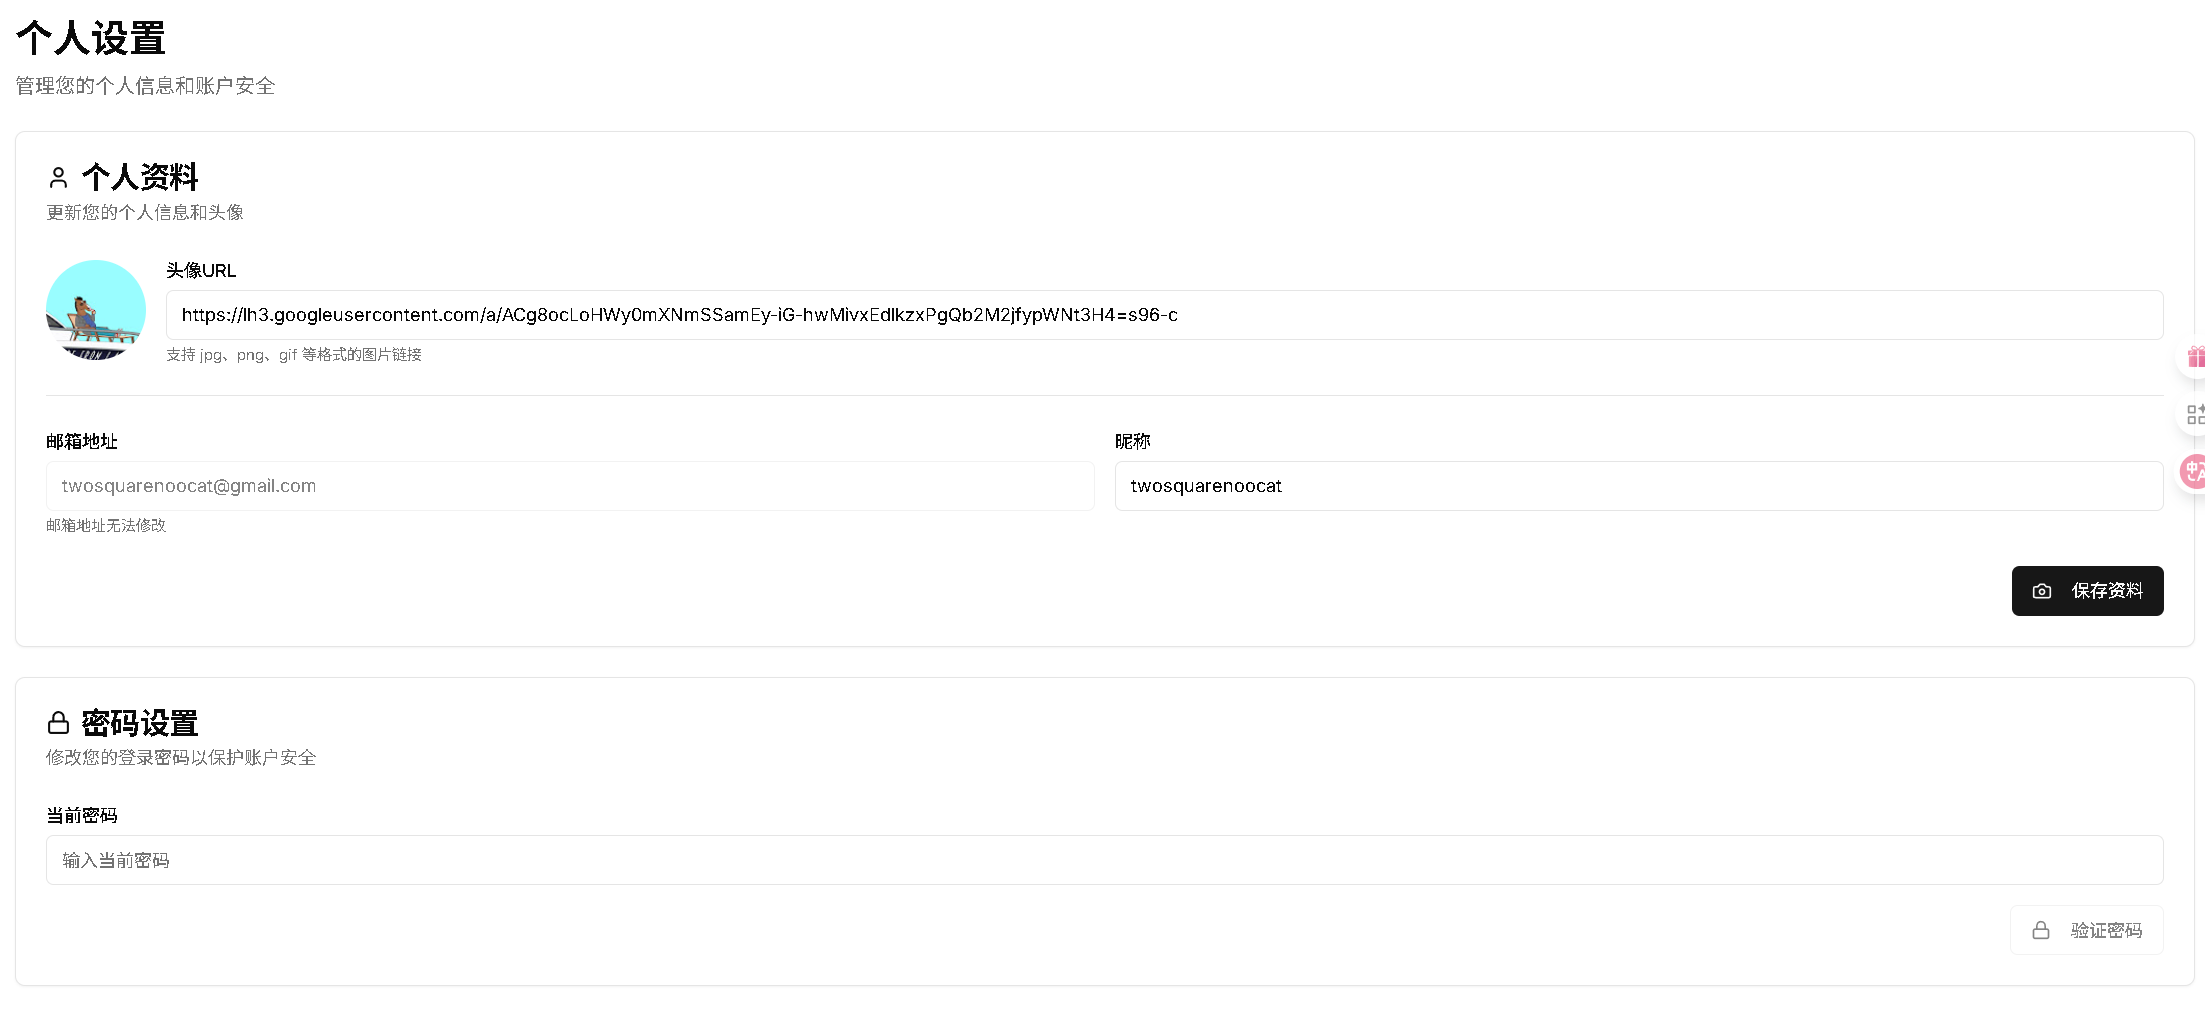 个人设置
管理您的个人信息和账户安全
个人资料
更新您的个人信息和头像
头像URL
https://lh3.googleusercontent.com/a/ACg8ocLoHWy0mXNmSSamEy-iG-hwMivxEdlkzxPgQb2M2jfypWNt3H4=s96-c
支持 jpg、png、gif 等格式的图片链接
邮箱地址
twosquarenoocat@gmail.com
邮箱地址无法修改
昵称
twosquarenoocat
保存资料
密码设置
修改您的登录密码以保护账户安全
当前密码
输入当前密码
验证密码